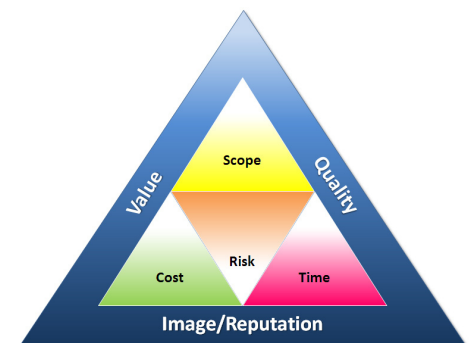 Scope
Value
Quality
Risk
Cost
Time
Image/Reputation